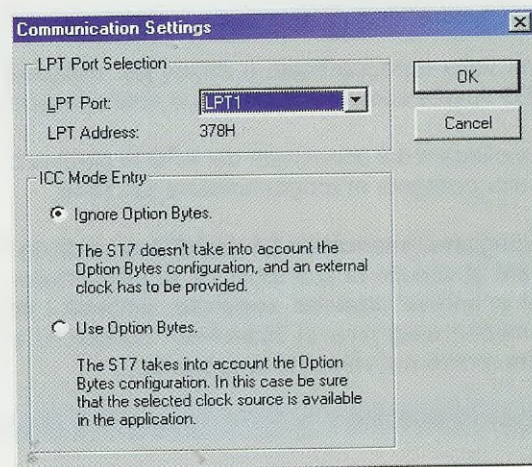 Communication Settings
LPT Port Selection
LPT Port: LPT1
LPT Address: 378H
OK
Cancel
ICC Mode Entry
Ignore Option Bytes.
The ST7 doesn't take into account the
Option Bytes configuration, and an external
clock has to be provided.
Use Option Bytes.
The ST7 takes into account the Option
Bytes configuration. In this case be sure
that the selected clock source is available
in the application.